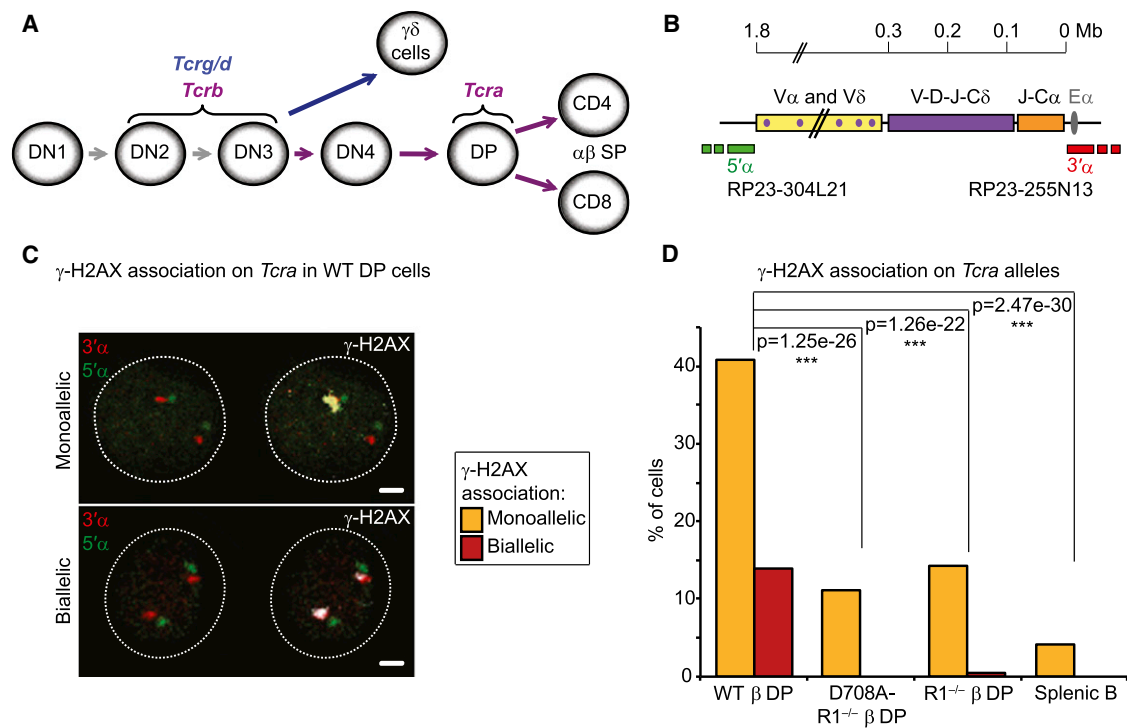 A
Tcrg/d
Tcrb
γδ
cells
Tcra
DN1
DN2
DN3
DN4
DP
CD4
αβ SP
CD8
B
1.8
0.3
0.2
0.1
0 Mb
Vα and Vδ
V-D-J-Cδ
J-Cα
Eα
5′α
3′α
RP23-304L21
RP23-255N13
C
γ-H2AX association on Tcra in WT DP cells
Monoallelic
3′α
5′α
γ-H2AX
Biallelic
3′α
5′α
γ-H2AX
γ-H2AX
association:
Monoallelic
Biallelic
D
γ-H2AX association on Tcra alleles
p=2.47e-30
***
p=1.26e-22
***
p=1.25e-26
***
% of cells
40
30
20
10
0
WT β DP
D708A-
R1−/− β DP
R1−/− β DP
Splenic B